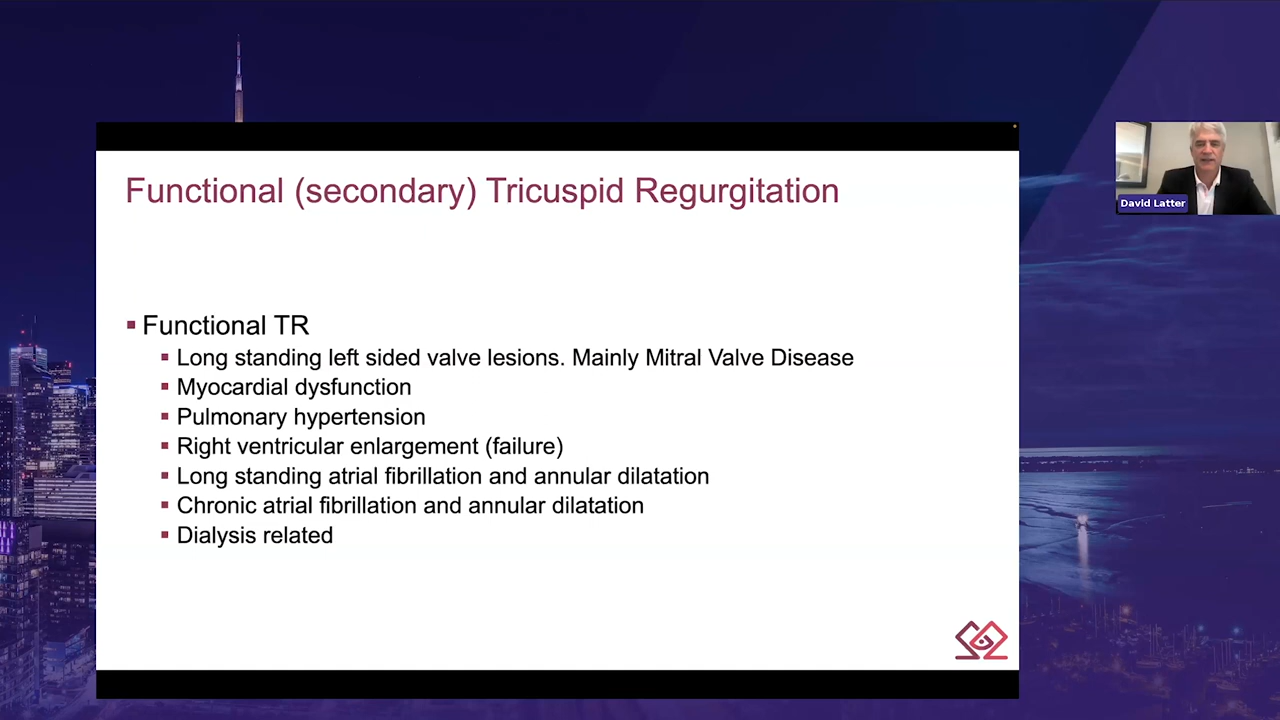 Functional (secondary) Tricuspid Regurgitation
Functional TR
Long standing left sided valve lesions. Mainly Mitral Valve Disease
Myocardial dysfunction
Pulmonary hypertension
Right ventricular enlargement (failure)
Long standing atrial fibrillation and annular dilatation
Chronic atrial fibrillation and annular dilatation
Dialysis related
David Latter